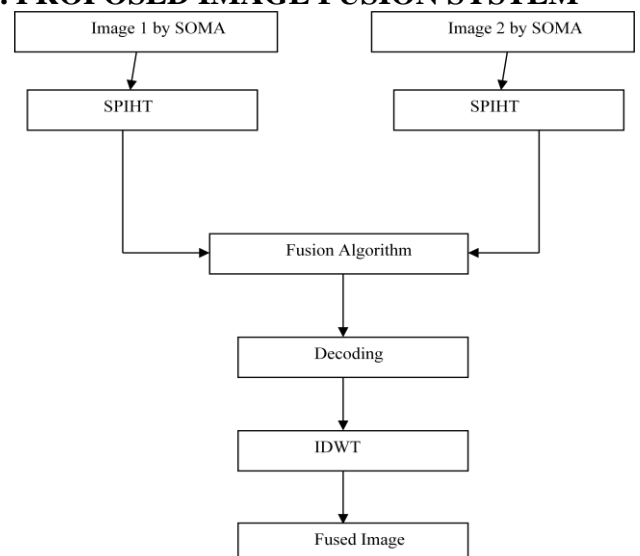 . PROPOSED IMAGE FUSION SYSTEM
Image 1 by SOMA
Image 2 by SOMA
SPIHT
SPIHT
Fusion Algorithm
Decoding
IDWT
Fused Image